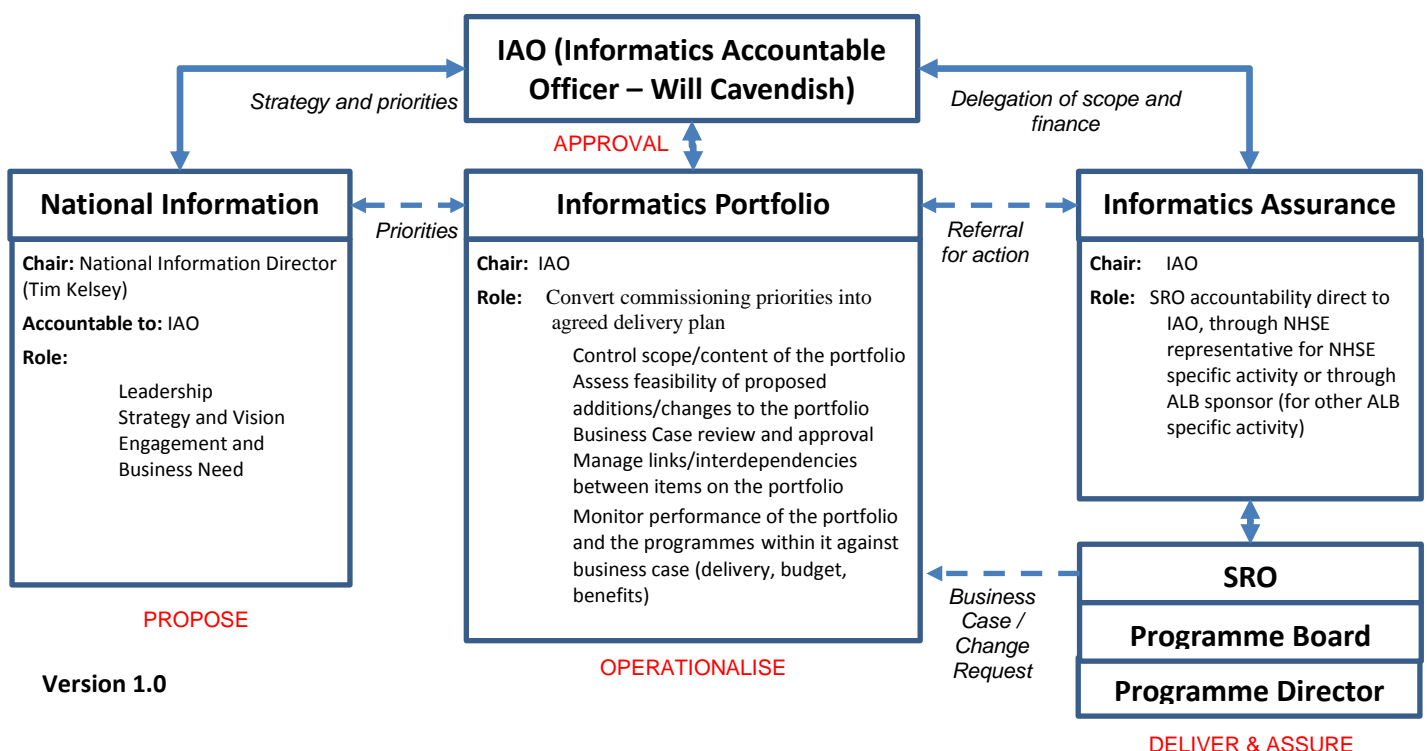 IAO (Informatics Accountable
Officer – Will Cavendish)
Strategy and priorities
Delegation of scope and
finance
APPROVAL
National Information
Chair: National Information Director
(Tim Kelsey)
Accountable to: IAO
Role:
Leadership
Strategy and Vision
Engagement and
Business Need
PROPOSE
Priorities
Informatics Portfolio
Chair: IAO
Role: Convert commissioning priorities into
agreed delivery plan
Control scope/content of the portfolio
Assess feasibility of proposed
additions/changes to the portfolio
Business Case review and approval
Manage links/interdependencies
between items on the portfolio
Monitor performance of the portfolio
and the programmes within it against
business case (delivery, budget,
benefits)
OPERATIONALISE
Referral
for action
Informatics Assurance
Chair: IAO
Role: SRO accountability direct to
IAO, through NHSE
representative for NHSE
specific activity or through
ALB sponsor (for other ALB
specific activity)
Business
Case /
Change
Request
SRO
Programme Board
Programme Director
DELIVER & ASSURE
Version 1.0